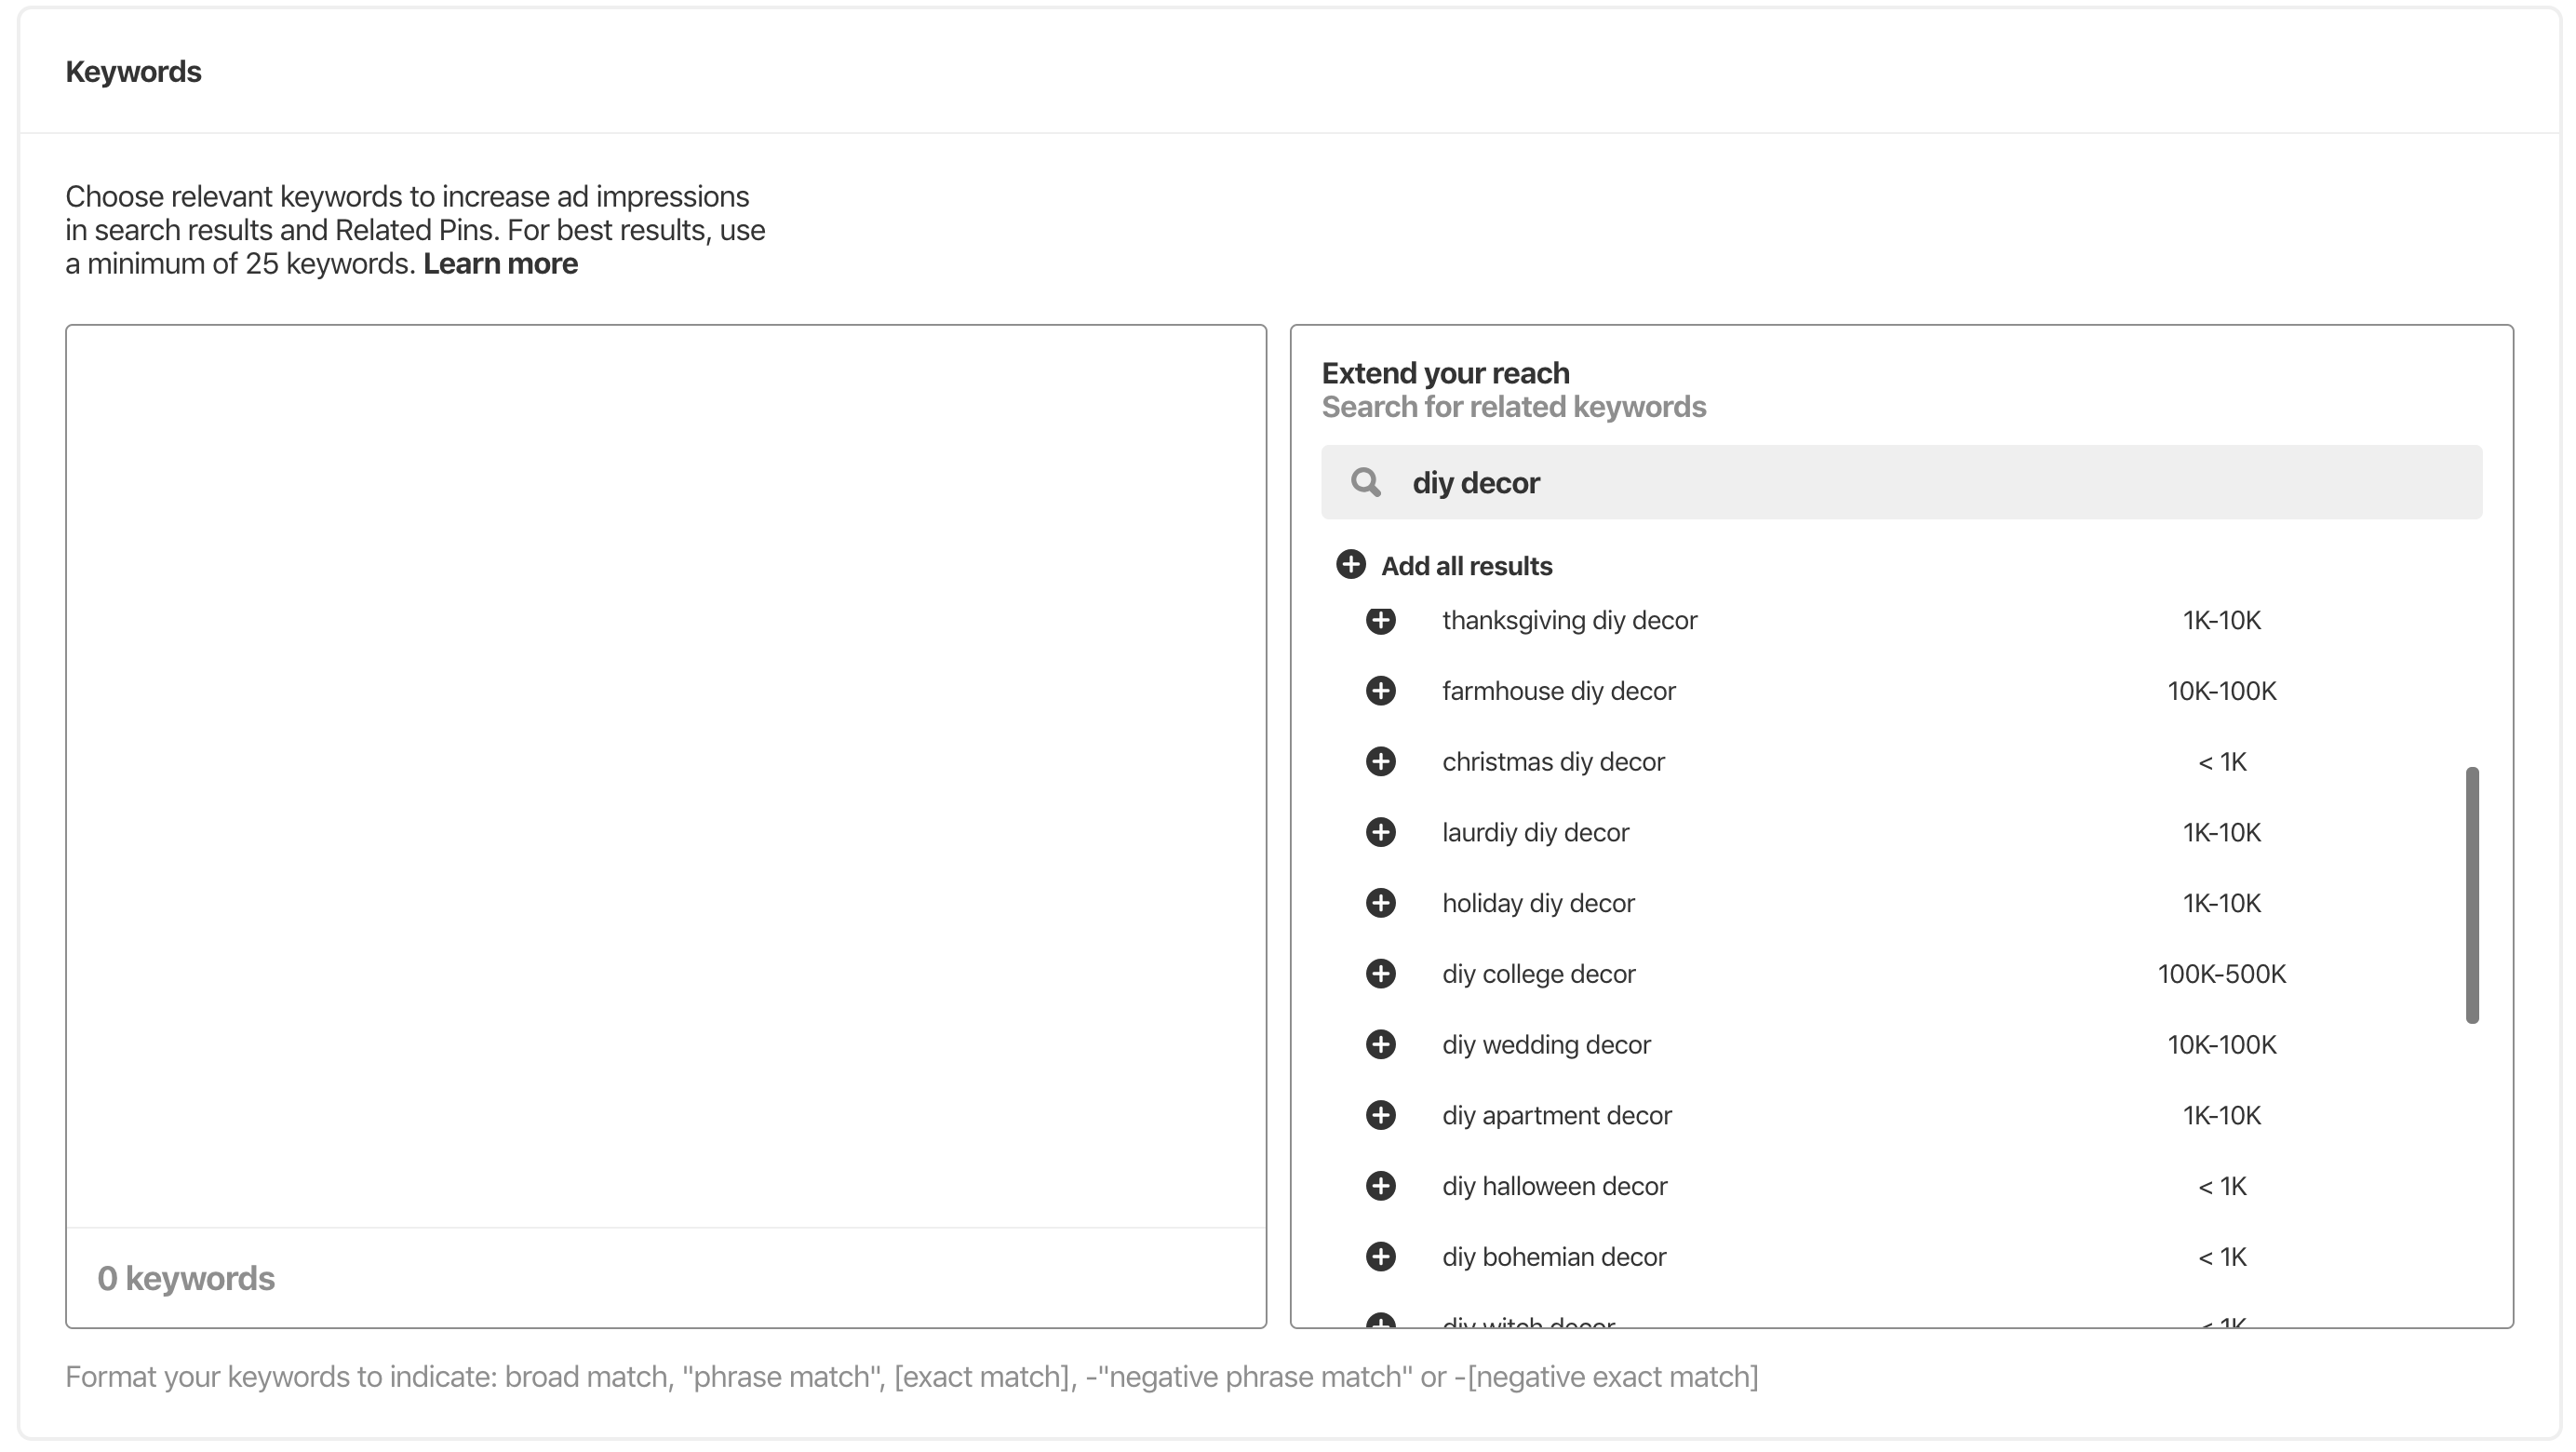 Keywords
Choose relevant keywords to increase ad impressions
in search results and Related Pins. For best results, use
a minimum of 25 keywords. Learn more
0 keywords
Extend your reach
Search for related keywords
diy decor
Add all results
thanksgiving diy decor 1K-10K
farmhouse diy decor 10K-100K
christmas diy decor < 1K
laurdiy diy decor 1K-10K
holiday diy decor 1K-10K
diy college decor 100K-500K
diy wedding decor 10K-100K
diy apartment decor 1K-10K
diy halloween decor < 1K
diy bohemian decor < 1K
diy witch decor < 1K
Format your keywords to indicate: broad match, "phrase match", [exact match], -"negative phrase match" or -[negative exact match]